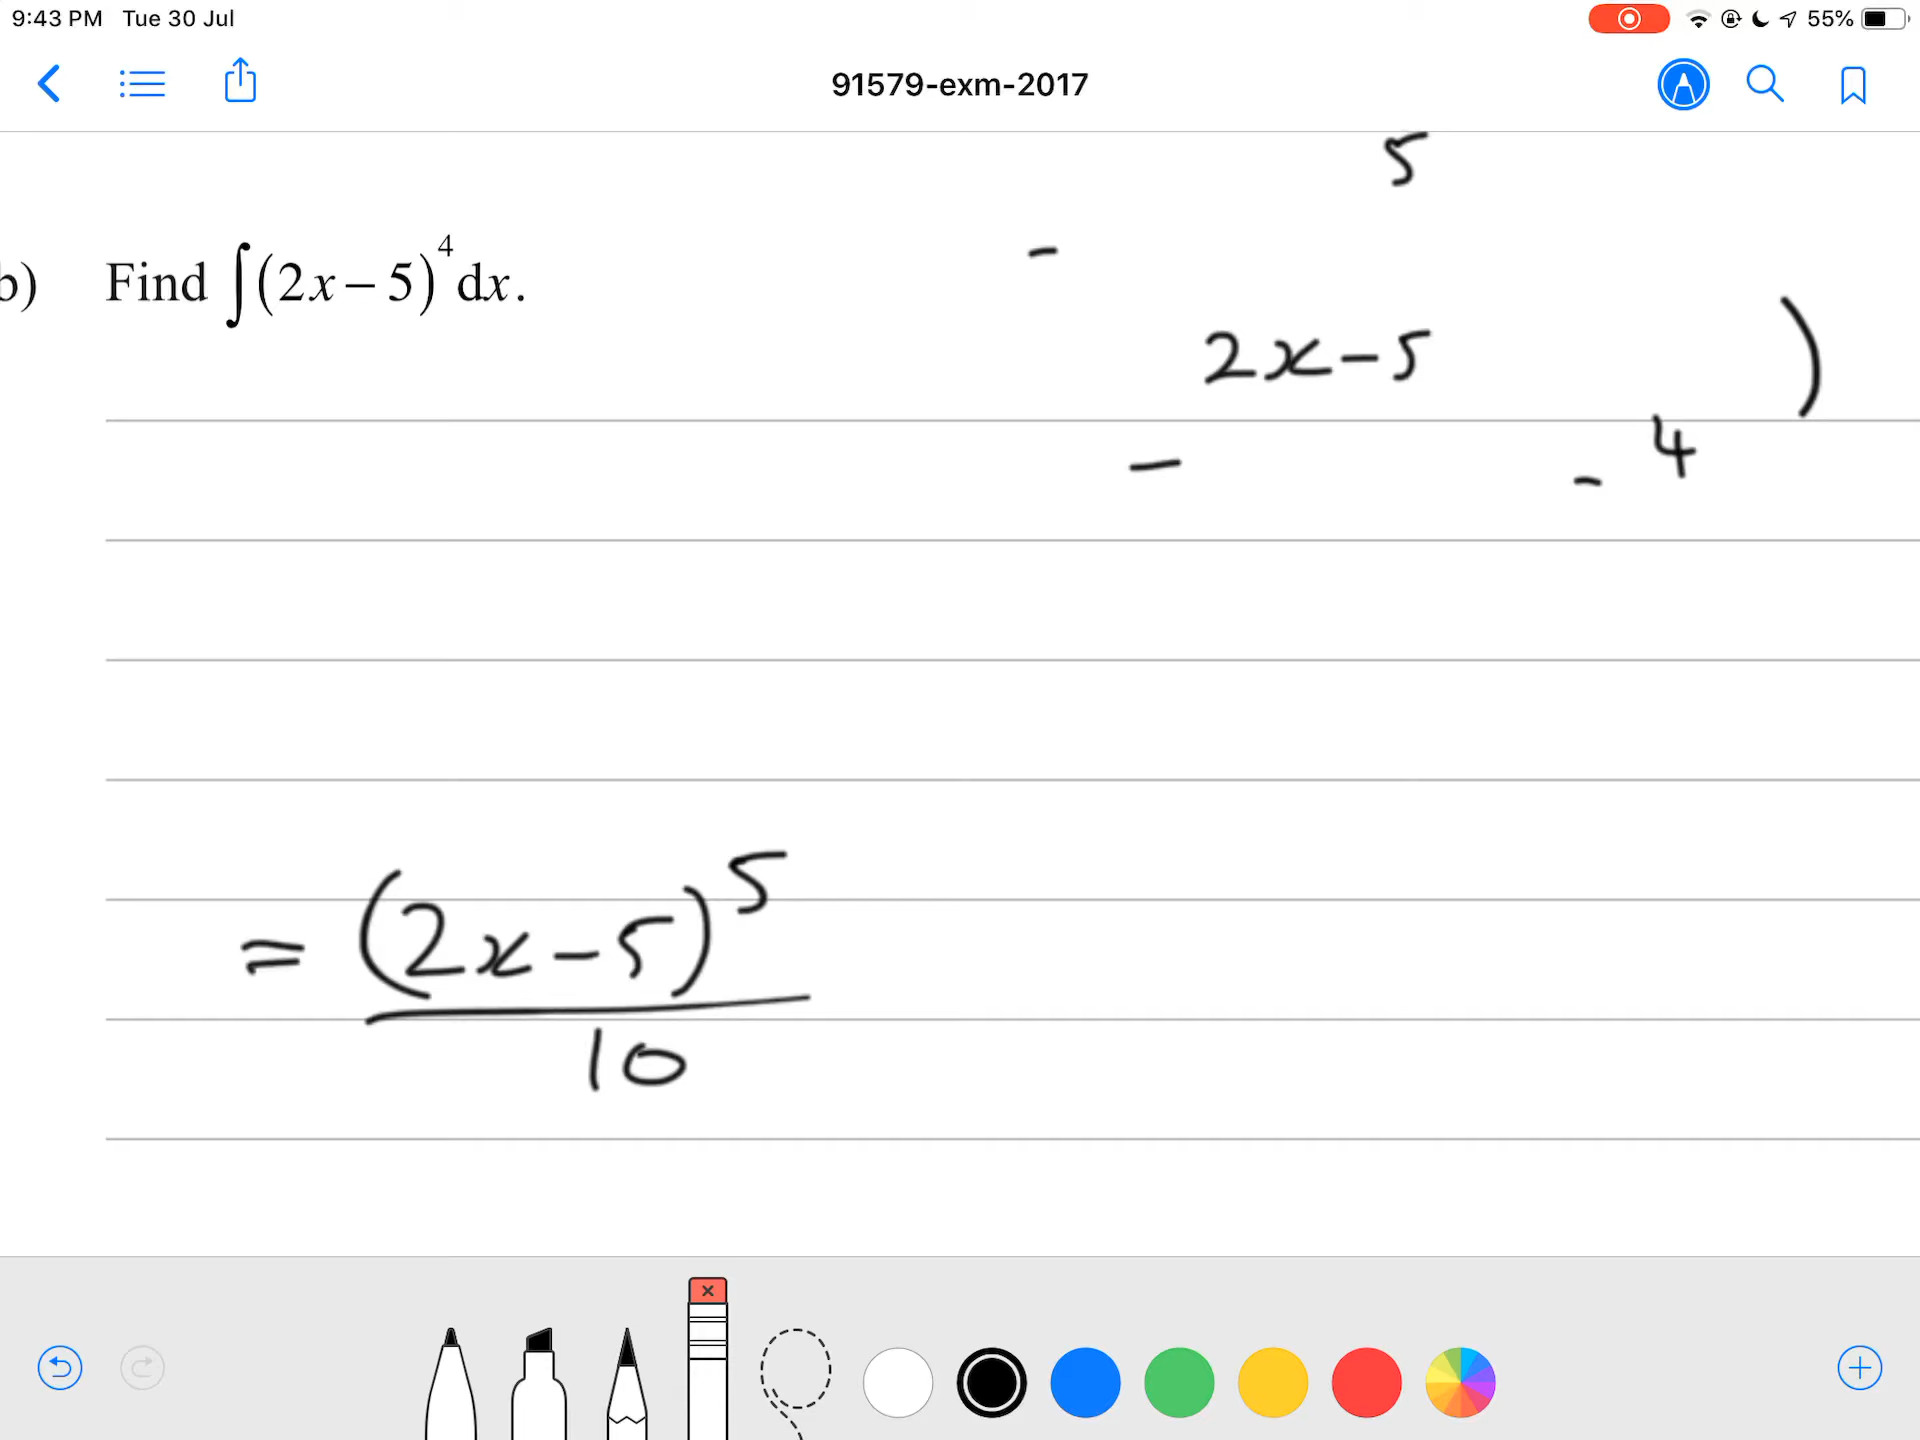 9:43 PM Tue 30 Jul 55%
91579-exm-2017
5
-
b) Find ∫(2x – 5)⁴ dx.
2x-5 )
- - 4
= (2x-5)⁵
10